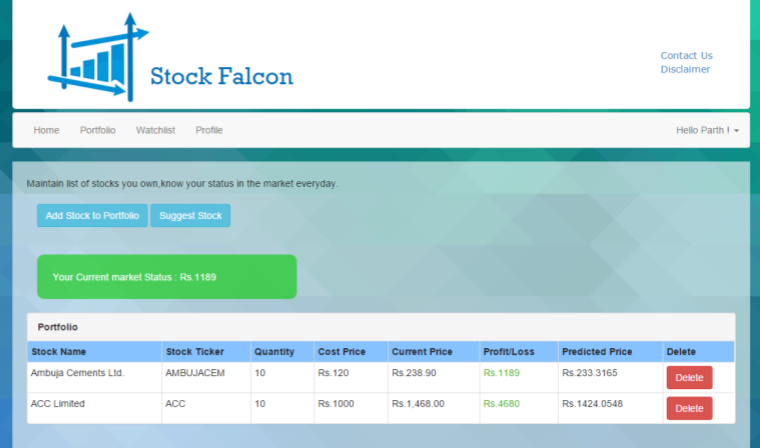 Stock Falcon
Contact Us
Disclaimer
Home Portfolio Watchlist Profile Hello Parth
Maintain list of stocks you own,know your status in the market everyday.
Add Stock to Portfolio Suggest Stock
Your Current market Status : Rs.1189
Portfolio
Stock Name Stock Ticker Quantity Cost Price Current Price Profit/Loss Predicted Price Delete
Ambuja Cements Ltd. AMBUJACEM 10 Rs.120 Rs.238.90 Rs.1189 Rs.233.3165 Delete
ACC Limited ACC 10 Rs.1000 Rs.1,468.00 Rs.4680 Rs.1424.0548 Delete